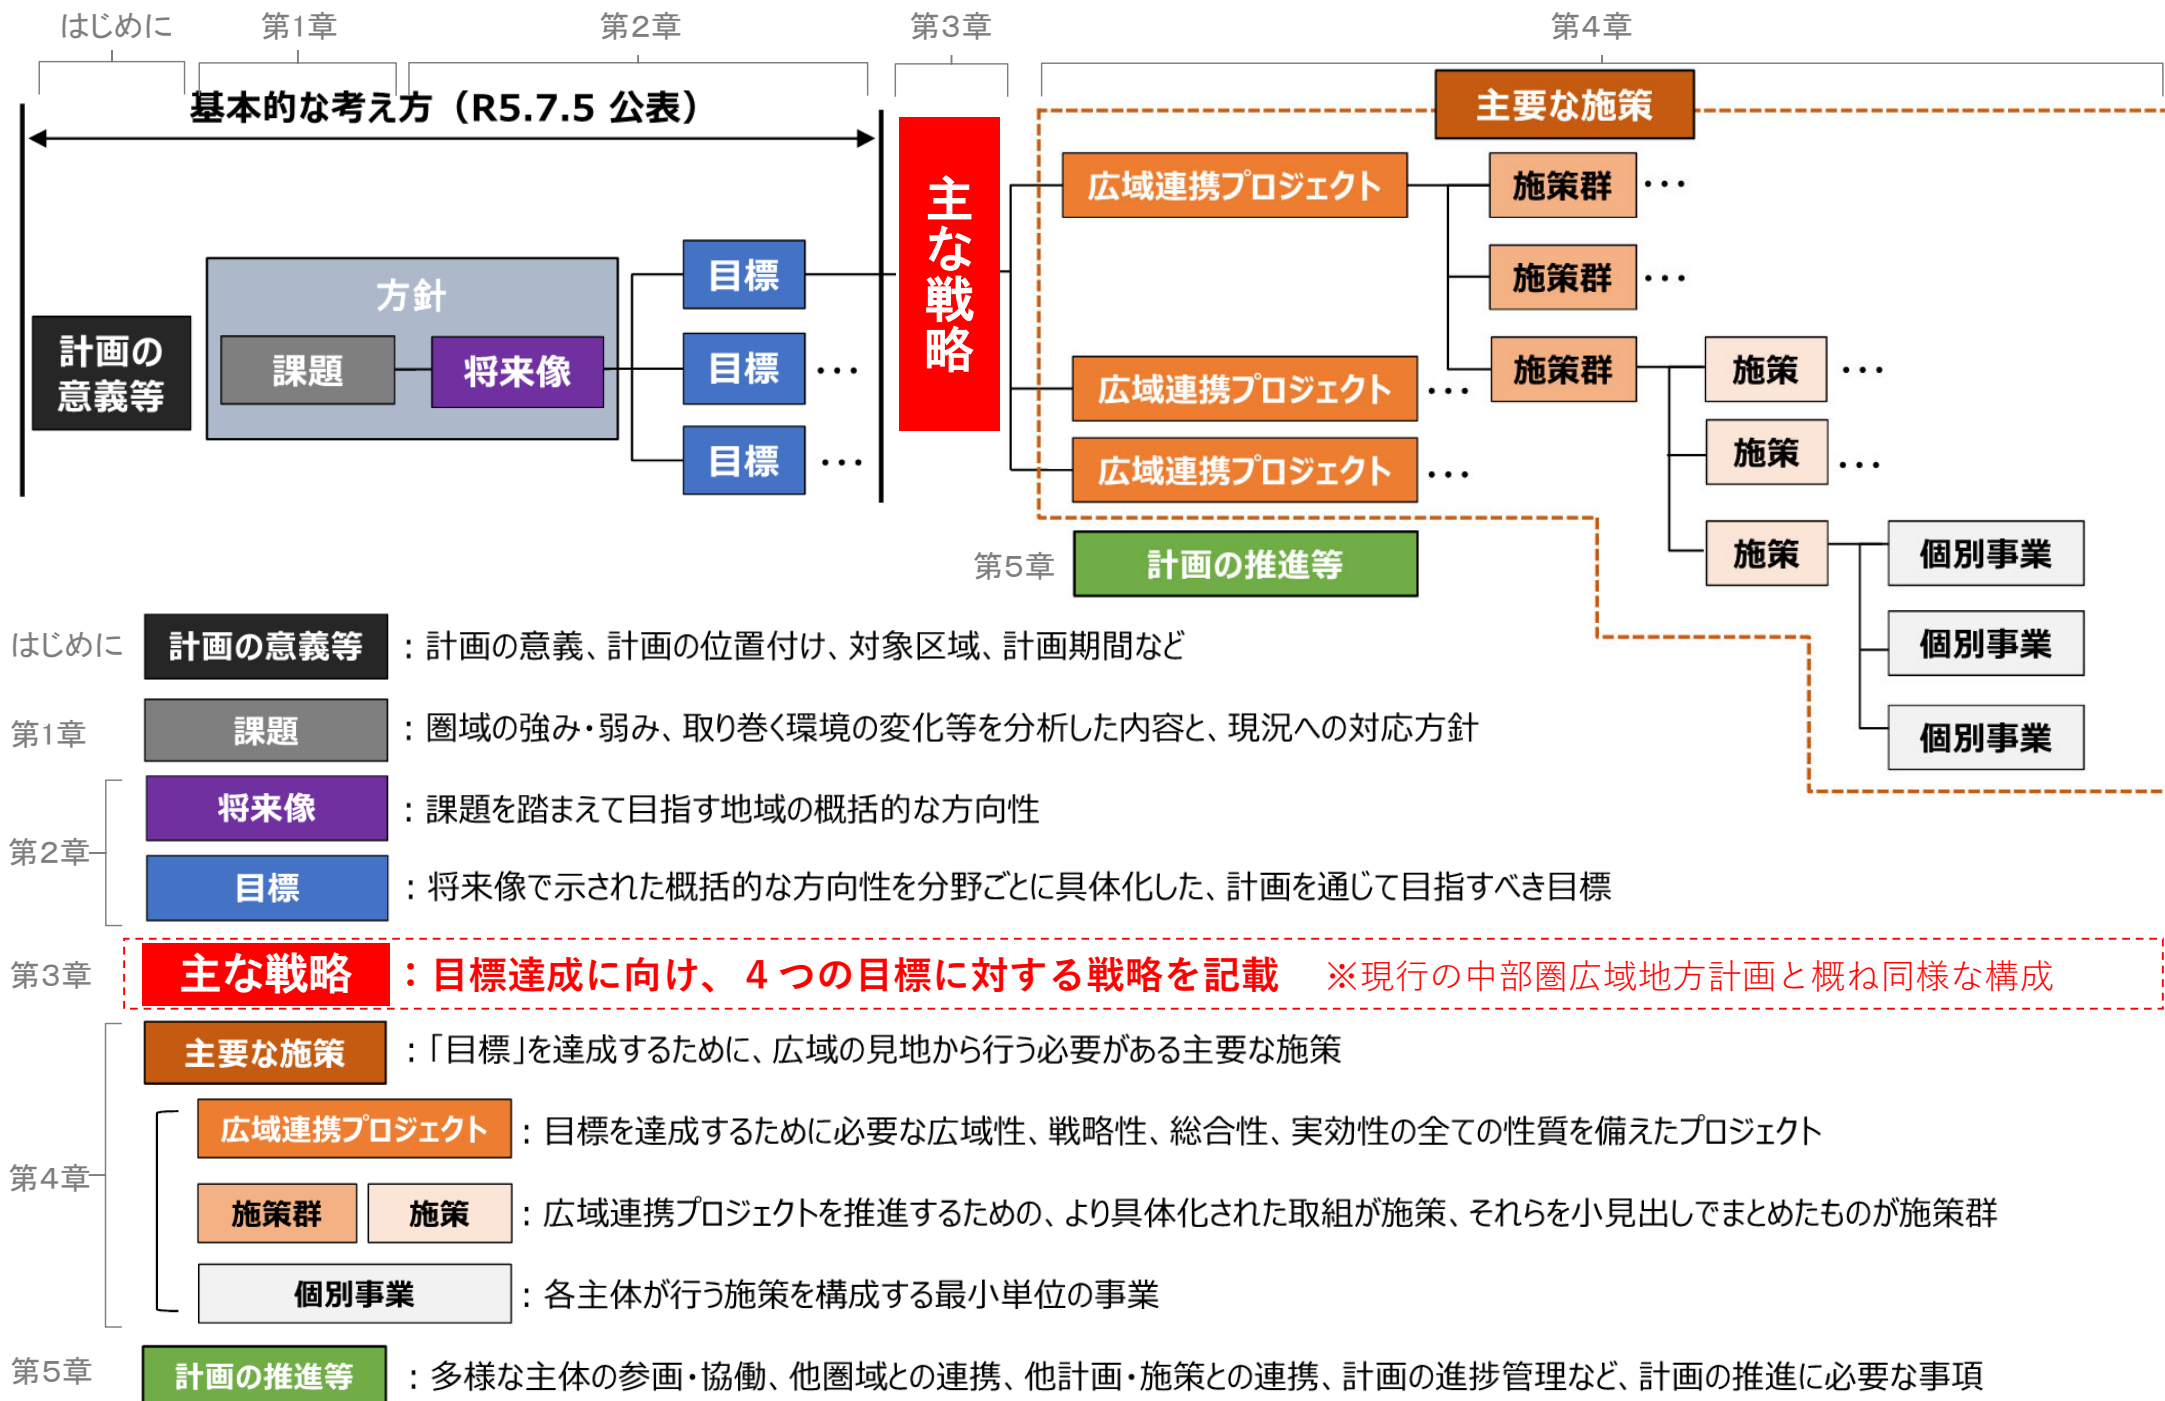 はじめに
第1章
第2章
第3章
第4章
基本的な考え方（R5.7.5 公表）
主要な施策
主な戦略
広域連携プロジェクト
施策群 ･･･
目標
施策群 ･･･
方針
計画の
意義等
課題
将来像
目標 ･･･
広域連携プロジェクト ･･･
施策群
施策 ･･･
目標 ･･･
広域連携プロジェクト ･･･
施策 ･･･
第5章
計画の推進等
施策
個別事業
個別事業
個別事業
はじめに 計画の意義等 ：計画の意義、計画の位置付け、対象区域、計画期間など
第1章 課題 ：圏域の強み・弱み、取り巻く環境の変化等を分析した内容と、現況への対応方針
第2章
将来像 ：課題を踏まえて目指す地域の概括的な方向性
目標 ：将来像で示された概括的な方向性を分野ごとに具体化した、計画を通じて目指すべき目標
第3章 主な戦略 ：目標達成に向け、４つの目標に対する戦略を記載 ※現行の中部圏広域地方計画と概ね同様な構成
第4章
主要な施策 ：「目標」を達成するために、広域の見地から行う必要がある主要な施策
広域連携プロジェクト ：目標を達成するために必要な広域性、戦略性、総合性、実効性の全ての性質を備えたプロジェクト
施策群 施策 ：広域連携プロジェクトを推進するための、より具体化された取組が施策、それらを小見出しでまとめたものが施策群
個別事業 ：各主体が行う施策を構成する最小単位の事業
第5章 計画の推進等 ：多様な主体の参画・協働、他圏域との連携、他計画・施策との連携、計画の進捗管理など、計画の推進に必要な事項